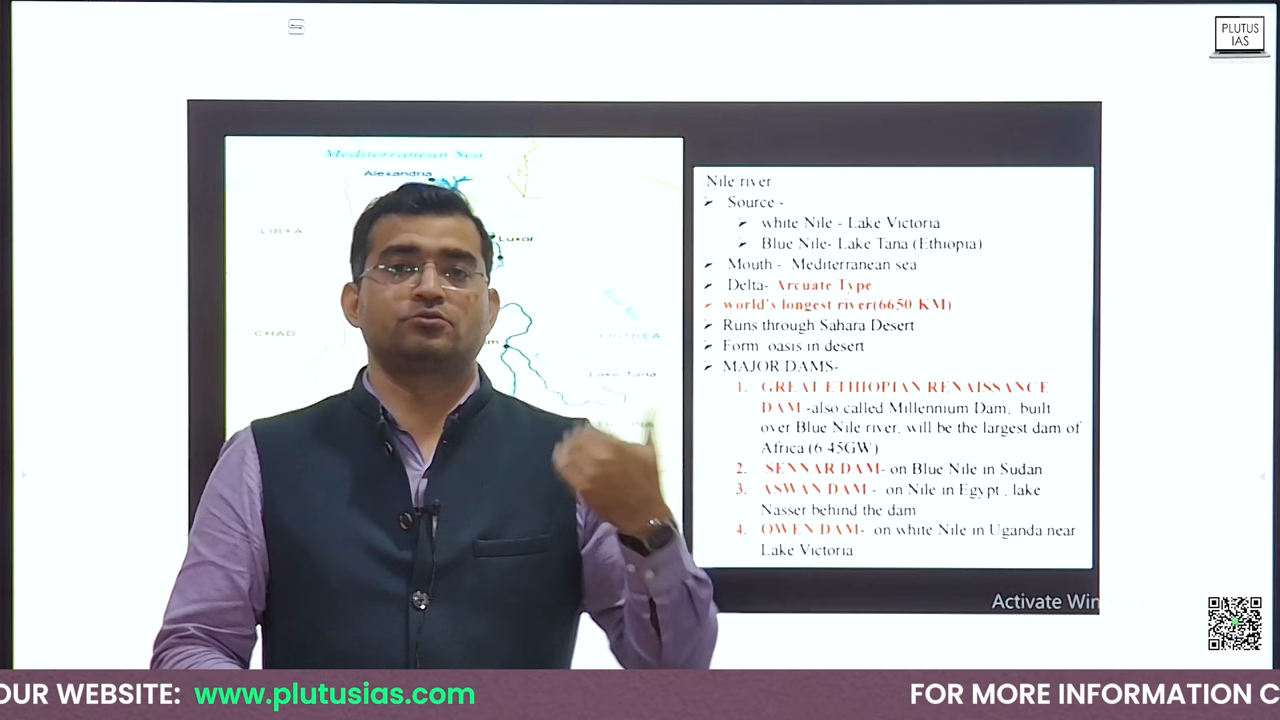 PLUTUS
IAS
Mediterranean Sea
Alexandria
LIBYA
Luxor
CHAD
ERITREA
Lake Tana
Nile river
Source -
white Nile - Lake Victoria
Blue Nile- Lake Tana (Ethiopia)
Mouth - Mediterranean sea
Delta- Arcuate Type
world's longest river(6650 KM)
Runs through Sahara Desert
Form oasis in desert
MAJOR DAMS-
1. GREAT ETHIOPIAN RENAISSANCE
DAM -also called Millennium Dam, built
over Blue Nile river, will be the largest dam of
Africa (6 45GW)
2. SENNAR DAM- on Blue Nile in Sudan
3. ASWAN DAM - on Nile in Egypt , lake
Nasser behind the dam
4. OWEN DAM- on white Nile in Uganda near
Lake Victoria
Activate Win
OUR WEBSITE: www.plutusias.com
FOR MORE INFORMATION C